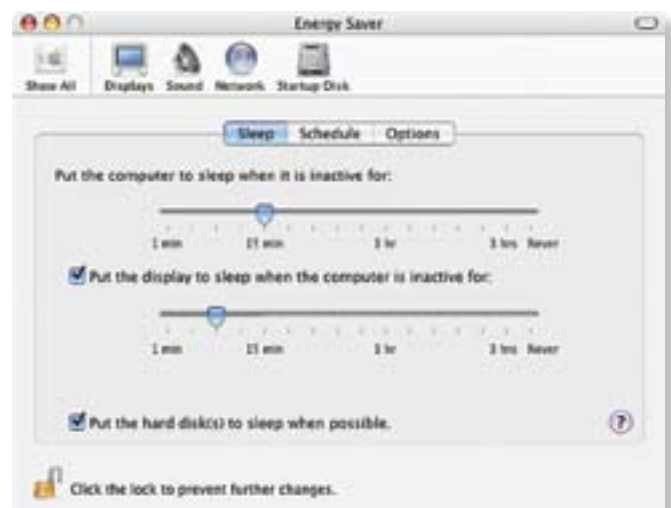 Energy Saver
Show All Displays Sound Network Startup Disk
Sleep Schedule Options
Put the computer to sleep when it is inactive for:
1 min 15 min 1 hr 3 hrs Never
Put the display to sleep when the computer is inactive for:
1 min 15 min 1 hr 3 hrs Never
Put the hard disk(s) to sleep when possible.
?
Click the lock to prevent further changes.